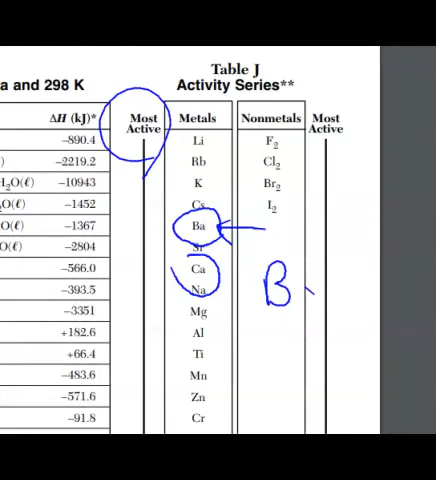 Table J
a and 298 K Activity Series**
ΔH (kJ)* Most Active Metals Nonmetals Most Active
–890.4 Li F₂
) –2219.2 Rb Cl₂
H₂O(ℓ) –10943 K Br₂
O(ℓ) –1452 Cs I₂
O(ℓ) –1367 Ba
O(ℓ) –2804 Sr
–566.0 Ca
–393.5 Na B
–3351 Mg
+182.6 Al
+66.4 Ti
–483.6 Mn
–571.6 Zn
–91.8 Cr